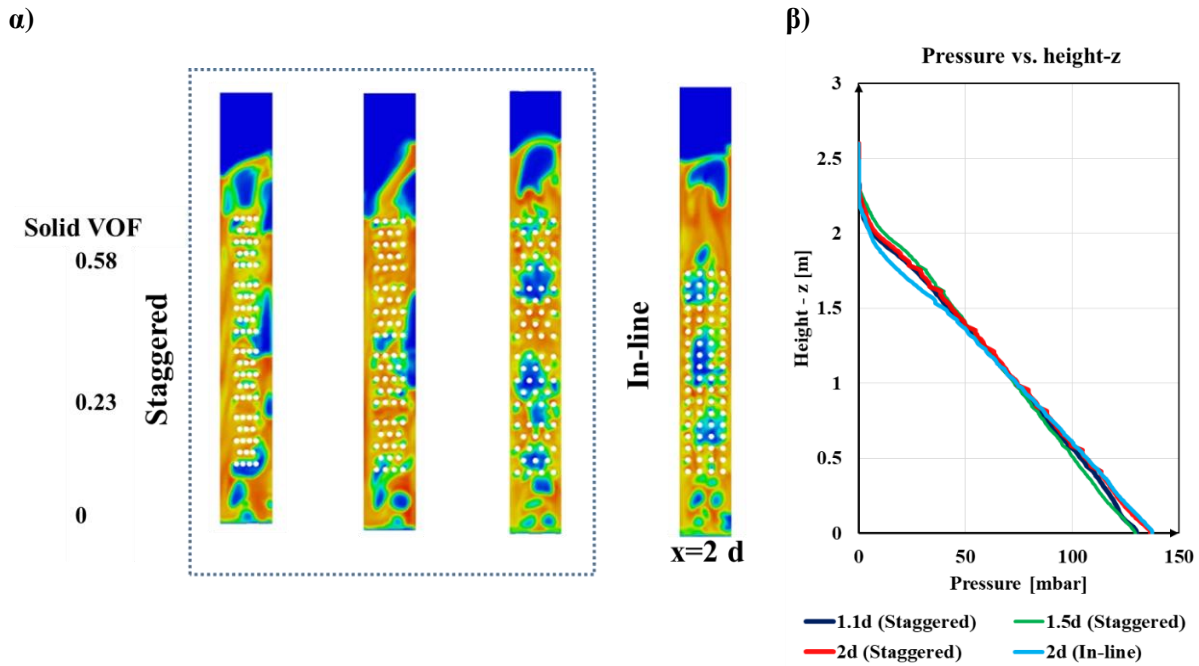 α)
Solid VOF
0.58
0.23
0
Staggered
In-line
x=2 d
β)
Pressure vs. height-z
3
2.5
2
1.5
1
0.5
0
Height - z [m]
0 50 100 150
Pressure [mbar]
1.1d (Staggered) 1.5d (Staggered)
2d (Staggered) 2d (In-line)